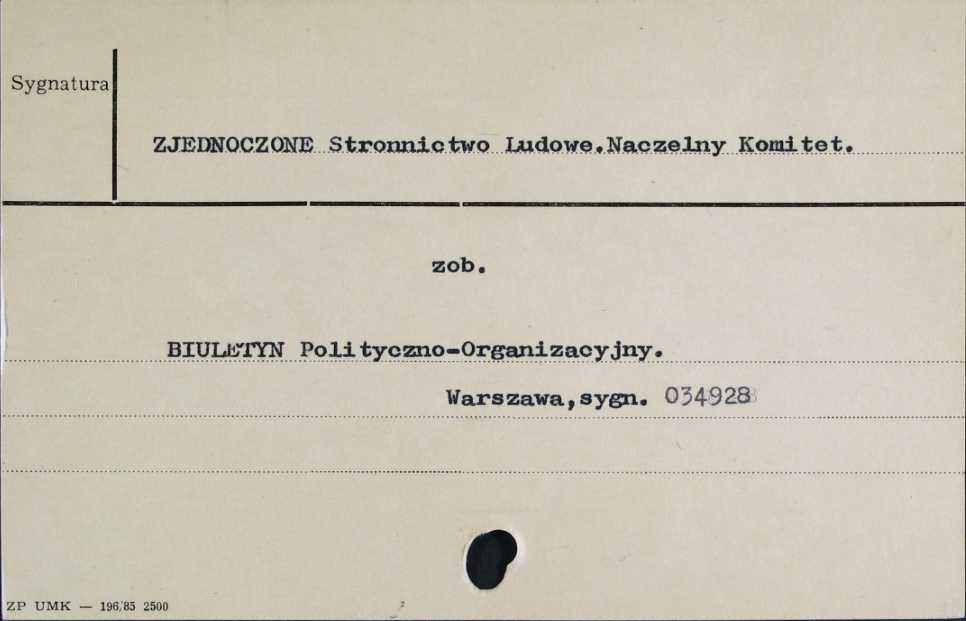 Sygnatura
ZJEDNOCZONE Stronnictwo Ludowe.Naczelny Komitet.
zob.
BIULETYN Polityczno-Organizacyjny.
Warszawa,sygn. 034928
ZP UMK — 196/85 2500